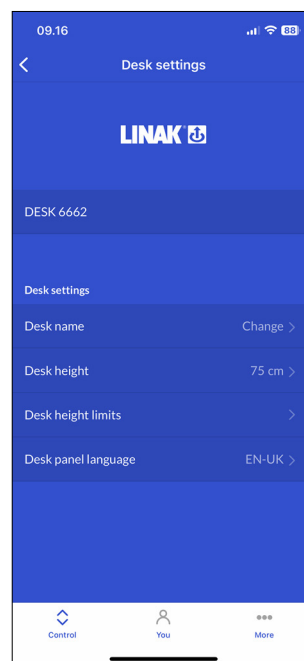 09.16
88
Desk settings
LINAK
DESK 6662
Desk settings
Desk name Change
Desk height 75 cm
Desk height limits
Desk panel language EN-UK
Control You More